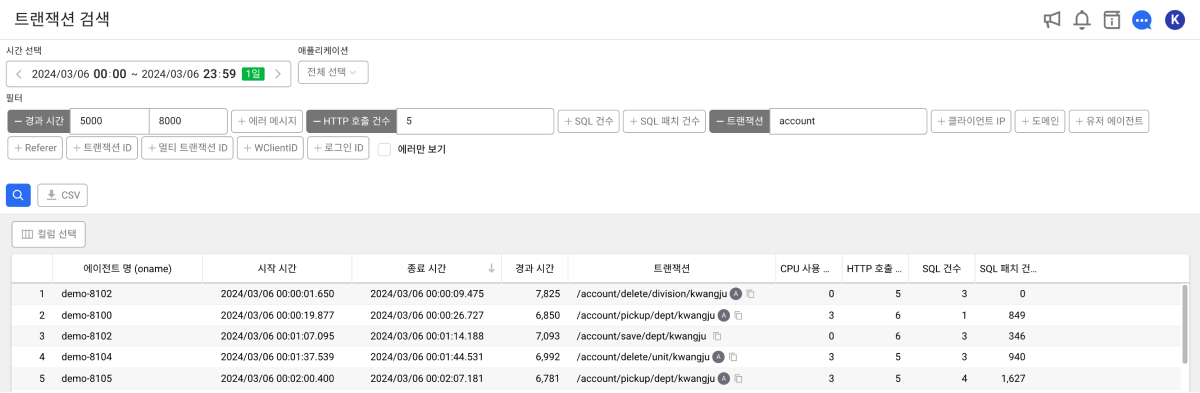 트랜잭션 검색
K
시간 선택
애플리케이션
2024/03/06 00:00 ~ 2024/03/06 23:59 1일
전체 선택
필터
경과 시간 5000 8000 + 에러 메시지 HTTP 호출 건수 5 + SQL 건수 + SQL 패치 건수 트랜잭션 account + 클라이언트 IP + 도메인 + 유저 에이전트
+ Referer + 트랜잭션 ID + 멀티 트랜잭션 ID + WClientID + 로그인 ID 에러만 보기
CSV
컬럼 선택
에이전트 명 (oname) 시작 시간 종료 시간 ↓ 경과 시간 트랜잭션 CPU 사용 ... HTTP 호출 ... SQL 건수 SQL 패치 건...
1 demo-8102 2024/03/06 00:00:01.650 2024/03/06 00:00:09.475 7,825 /account/delete/division/kwangju A 0 5 3 0
2 demo-8100 2024/03/06 00:00:19.877 2024/03/06 00:00:26.727 6,850 /account/pickup/dept/kwangju A 3 6 1 849
3 demo-8102 2024/03/06 00:01:07.095 2024/03/06 00:01:14.188 7,093 /account/save/dept/kwangju 0 6 3 346
4 demo-8104 2024/03/06 00:01:37.539 2024/03/06 00:01:44.531 6,992 /account/delete/unit/kwangju A 3 5 3 940
5 demo-8105 2024/03/06 00:02:00.400 2024/03/06 00:02:07.181 6,781 /account/pickup/dept/kwangju A 3 5 4 1,627